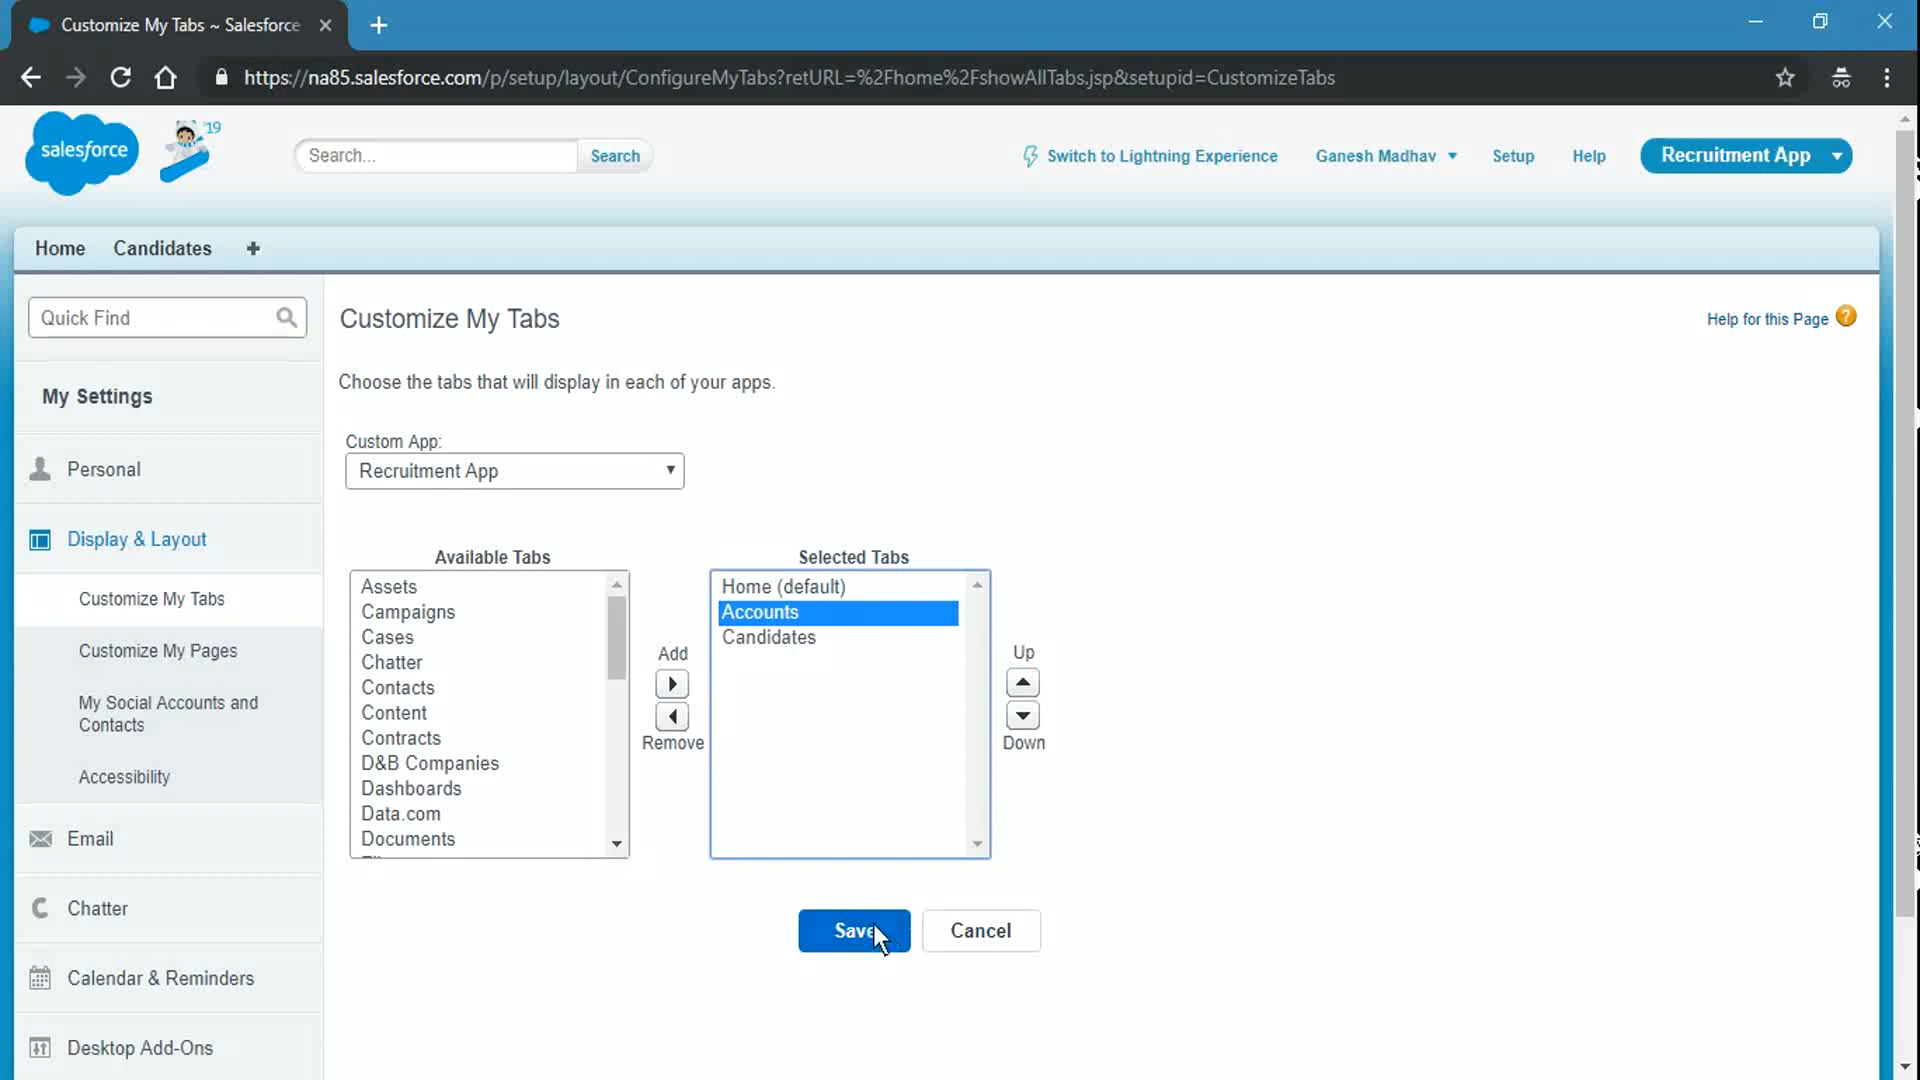 Customize My Tabs ~ Salesforce
https://na85.salesforce.com/p/setup/layout/ConfigureMyTabs?retURL=%2Fhome%2FshowAllTabs.jsp&setupid=CustomizeTabs
salesforce
'19
Search...
Search
Switch to Lightning Experience
Ganesh Madhav
Setup
Help
Recruitment App
Home
Candidates
Quick Find
My Settings
Personal
Display & Layout
Customize My Tabs
Customize My Pages
My Social Accounts and
Contacts
Accessibility
Email
Chatter
Calendar & Reminders
Desktop Add-Ons
Customize My Tabs
Help for this Page
Choose the tabs that will display in each of your apps.
Custom App:
Recruitment App
Available Tabs
Assets
Campaigns
Cases
Chatter
Contacts
Content
Contracts
D&B Companies
Dashboards
Data.com
Documents
Add
Remove
Selected Tabs
Home (default)
Accounts
Candidates
Up
Down
Save
Cancel